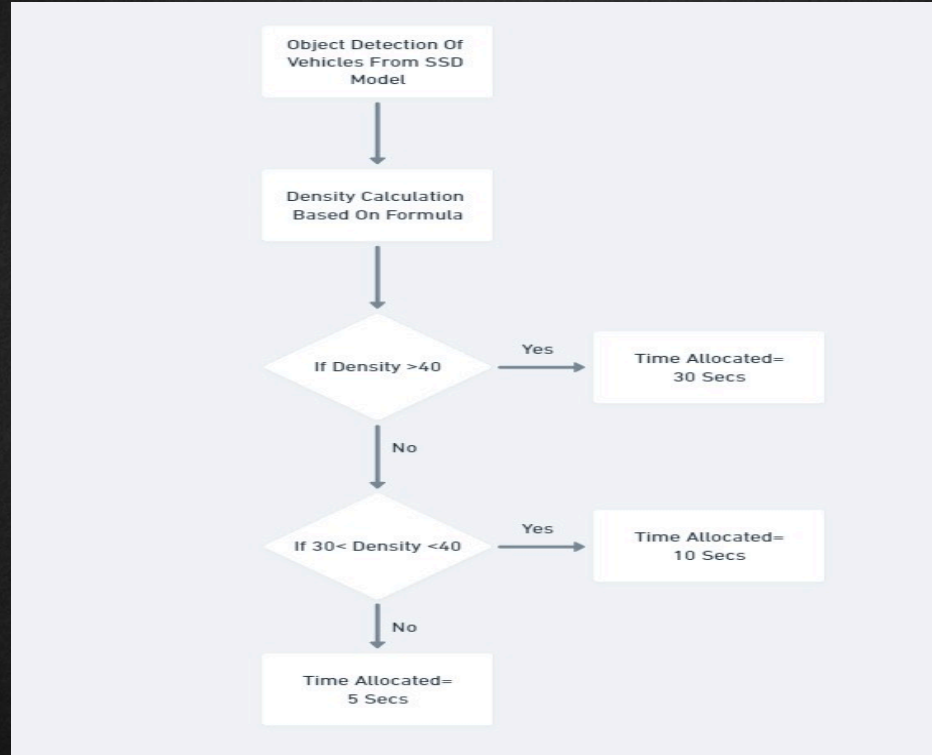 Object Detection Of
Vehicles From SSD
Model
Density Calculation
Based On Formula
If Density >40
Yes
Time Allocated=
30 Secs
No
If 30< Density <40
Yes
Time Allocated=
10 Secs
No
Time Allocated=
5 Secs